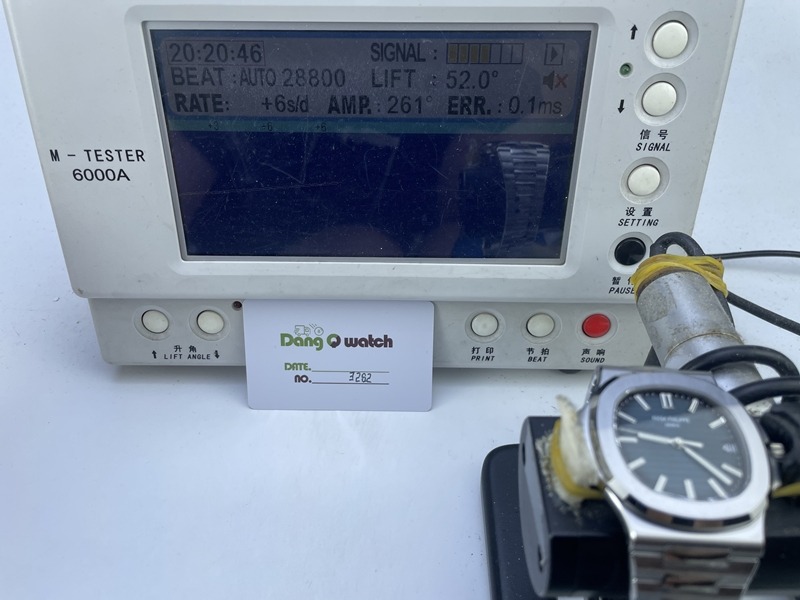 20:20:46 SIGNAL :
BEAT : AUTO 28800 LIFT : 52.0°
RATE: +6s/d AMP. : 261° ERR. : 0.1ms
M - TESTER
6000A
信号
SIGNAL
设置
SETTING
暂
PAUSE
升角
LIFT ANGLE
打印
PRINT
节拍
BEAT
声响
SOUND
Dang watch
DATE.
NO. 3262
PATEK PHILIPPE